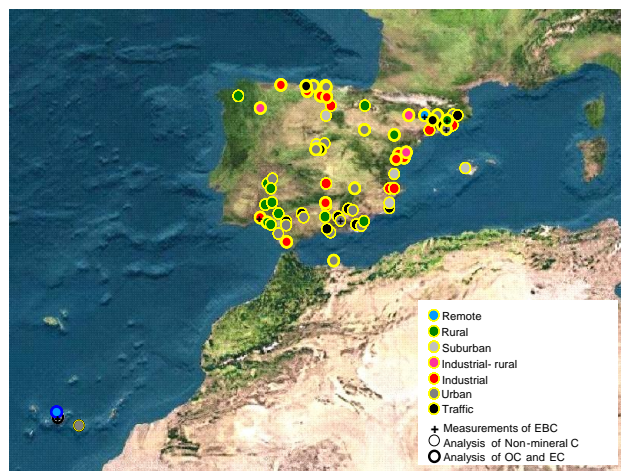 Remote
Rural
Suburban
Industrial- rural
Industrial
Urban
Traffic
+ Measurements of EBC
Analysis of Non-mineral C
Analysis of OC and EC